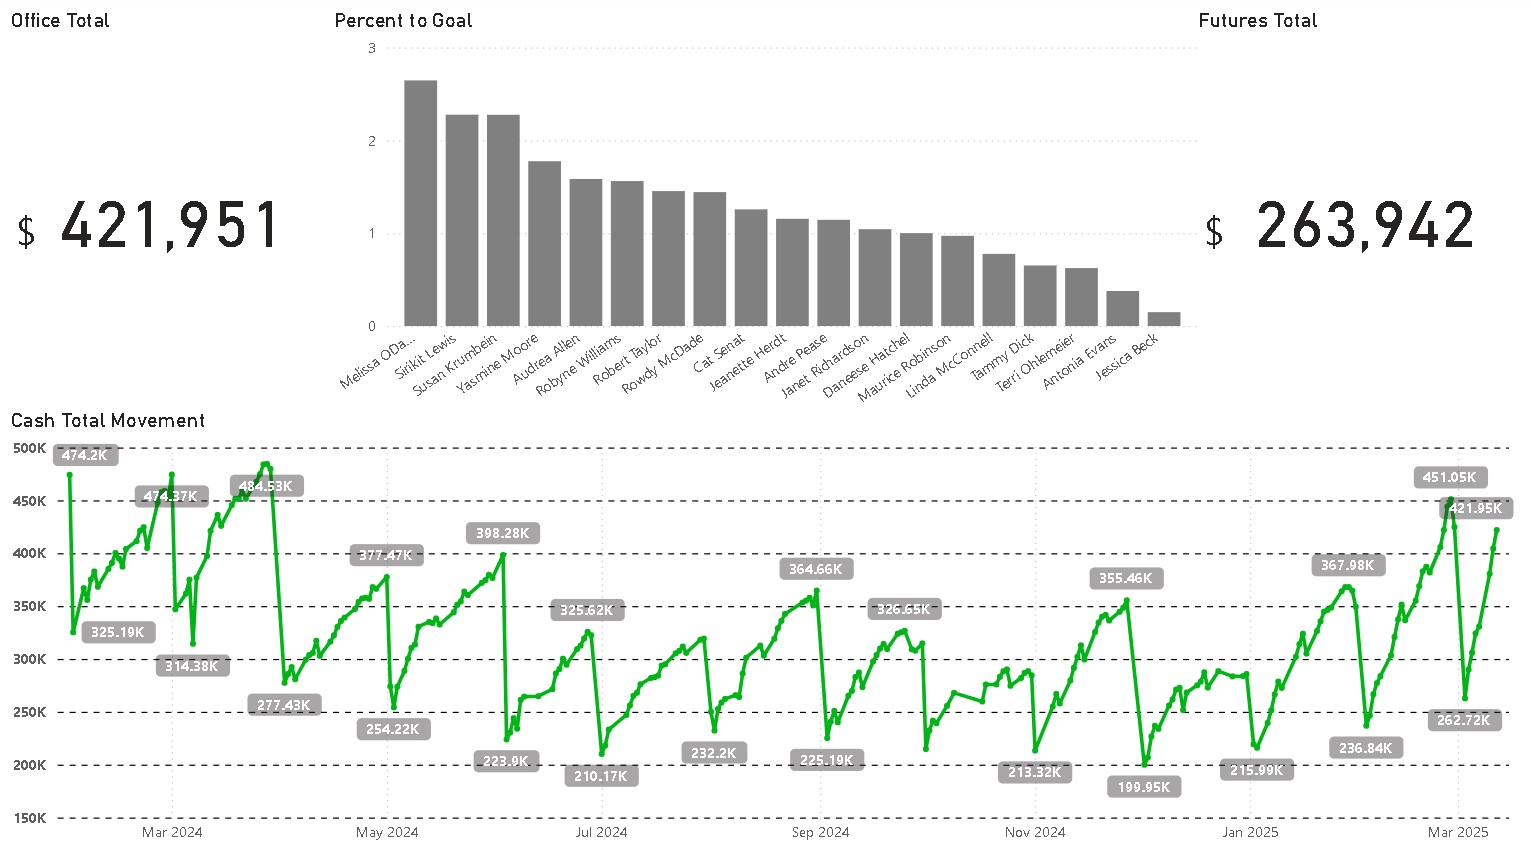 Office Total
$ 421,951
Percent to Goal
3
2
1
0
Melissa ODa...
Sirikit Lewis
Susan Krumbein
Yasmine Moore
Audrea Allen
Robyne Williams
Robert Taylor
Rowdy McDade
Cat Senat
Jeanette Herdt
Andre Pease
Janet Richardson
Daneese Hatchel
Maurice Robinson
Linda McConnell
Tammy Dick
Terri Ohlemeier
Antonia Evans
Jessica Beck
Futures Total
$ 263,942
Cash Total Movement
500K
450K
400K
350K
300K
250K
200K
150K
474.2K
325.19K
474.37K
314.38K
484.53K
277.43K
377.47K
254.22K
398.28K
223.9K
325.62K
210.17K
232.2K
364.66K
225.19K
326.65K
213.32K
355.46K
199.95K
215.99K
367.98K
236.84K
451.05K
262.72K
421.95K
Mar 2024
May 2024
Jul 2024
Sep 2024
Nov 2024
Jan 2025
Mar 2025